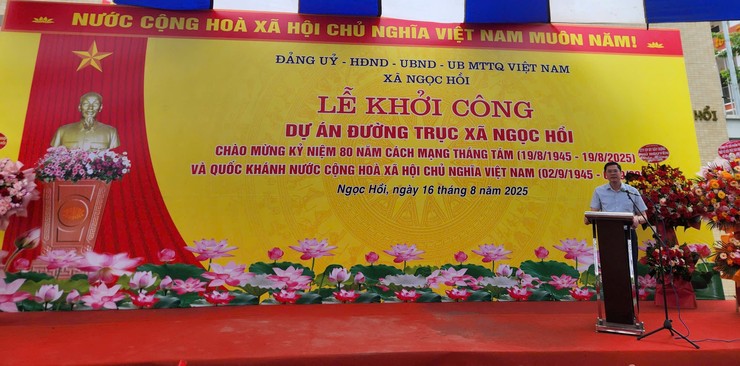 NƯỚC CỘNG HOÀ XÃ HỘI CHỦ NGHĨA VIỆT NAM MUÔN NĂM!
ĐẢNG UỶ - HĐND - UBND - UB MTTQ VIỆT NAM
XÃ NGỌC HỒI
LỄ KHỞI CÔNG
DỰ ÁN ĐƯỜNG TRỤC XÃ NGỌC HỒI
CHÀO MỪNG KỶ NIỆM 80 NĂM CÁCH MẠNG THÁNG TÁM (19/8/1945 - 19/8/2025)
VÀ QUỐC KHÁNH NƯỚC CỘNG HOÀ XÃ HỘI CHỦ NGHĨA VIỆT NAM (02/9/1945 -
Ngọc Hồi, ngày 16 tháng 8 năm 2025
HỒI